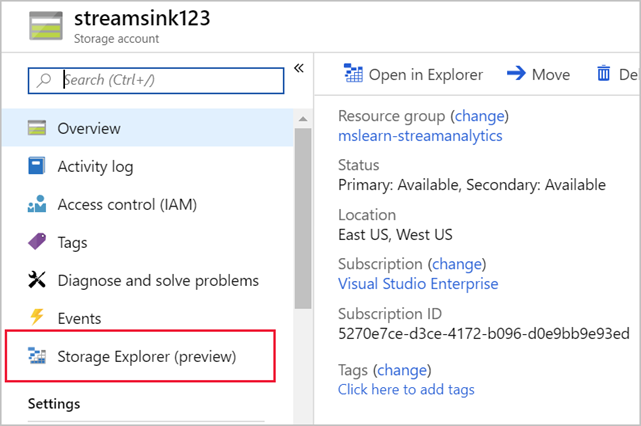 streamsink123
Storage account
Search (Ctrl+/)
«
Overview
Activity log
Access control (IAM)
Tags
Diagnose and solve problems
Events
Storage Explorer (preview)
Settings
Open in Explorer
Move
Del
Resource group (change)
mslearn-streamanalytics
Status
Primary: Available, Secondary: Available
Location
East US, West US
Subscription (change)
Visual Studio Enterprise
Subscription ID
5270e7ce-d3ce-4172-b096-d0e9bb9e93ed
Tags (change)
Click here to add tags